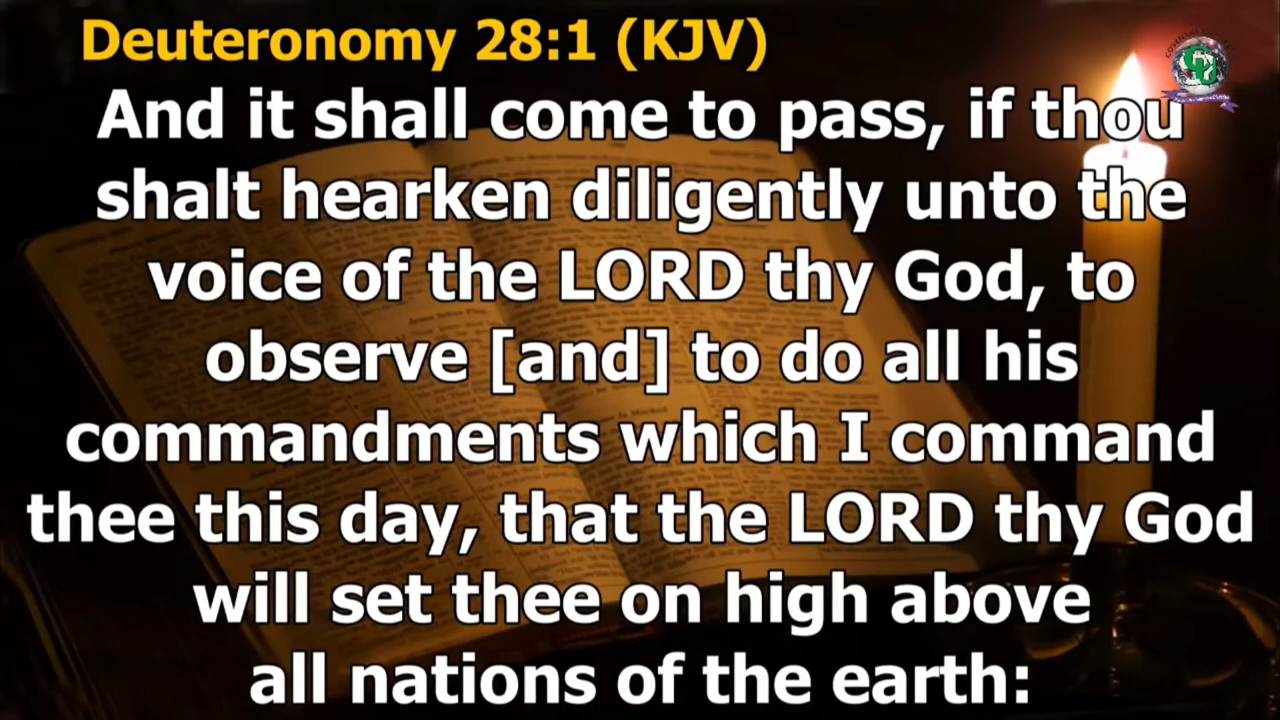 Deuteronomy 28:1 (KJV)
And it shall come to pass, if thou
shalt hearken diligently unto the
voice of the LORD thy God, to
observe [and] to do all his
commandments which I command
thee this day, that the LORD thy God
will set thee on high above
all nations of the earth: